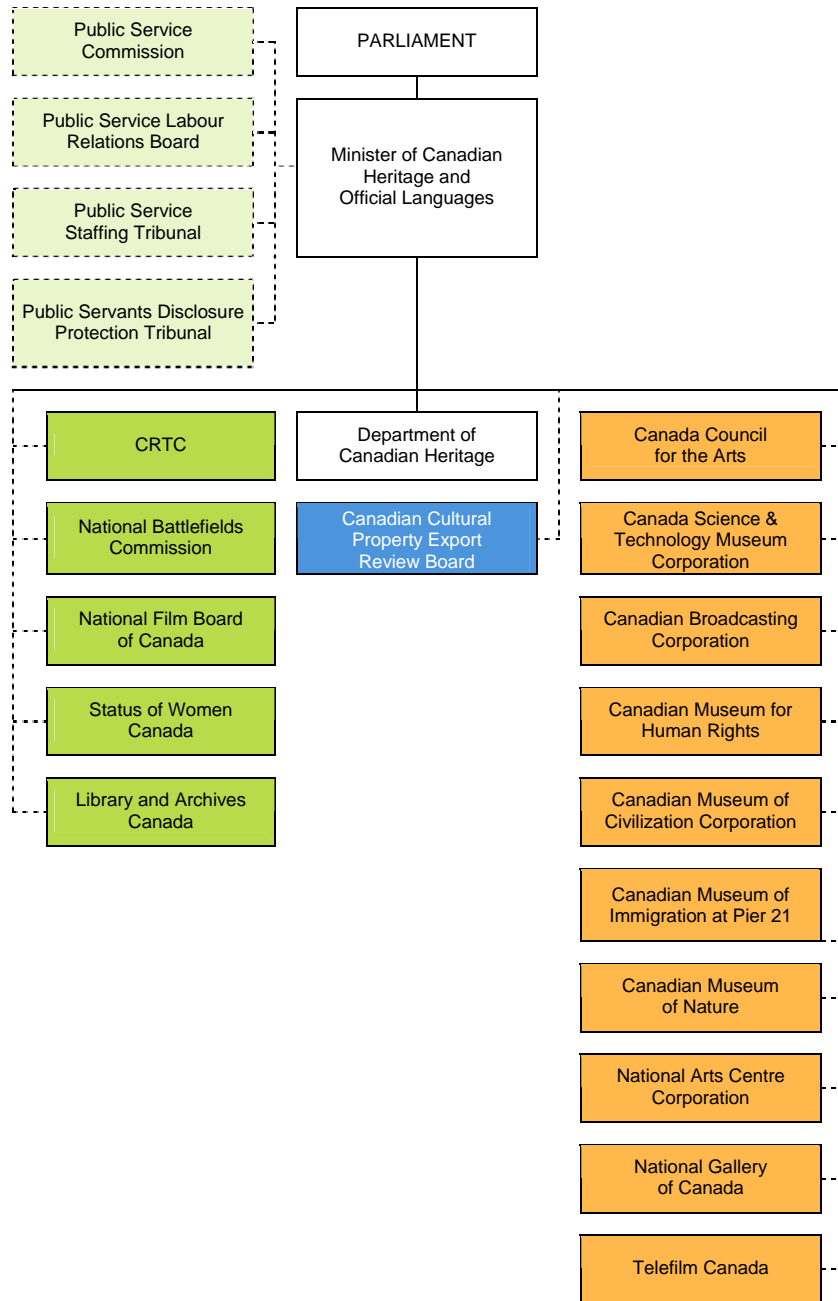 Public Service
Commission
PARLIAMENT
Public Service Labour
Relations Board
Minister of Canadian
Heritage and
Official Languages
Public Service
Staffing Tribunal
Public Servants Disclosure
Protection Tribunal
CRTC
Department of
Canadian Heritage
Canada Council
for the Arts
National Battlefields
Commission
Canadian Cultural
Property Export
Review Board
Canada Science &
Technology Museum
Corporation
National Film Board
of Canada
Canadian Broadcasting
Corporation
Status of Women
Canada
Canadian Museum for
Human Rights
Library and Archives
Canada
Canadian Museum of
Civilization Corporation
Canadian Museum of
Immigration at Pier 21
Canadian Museum
of Nature
National Arts Centre
Corporation
National Gallery
of Canada
Telefilm Canada